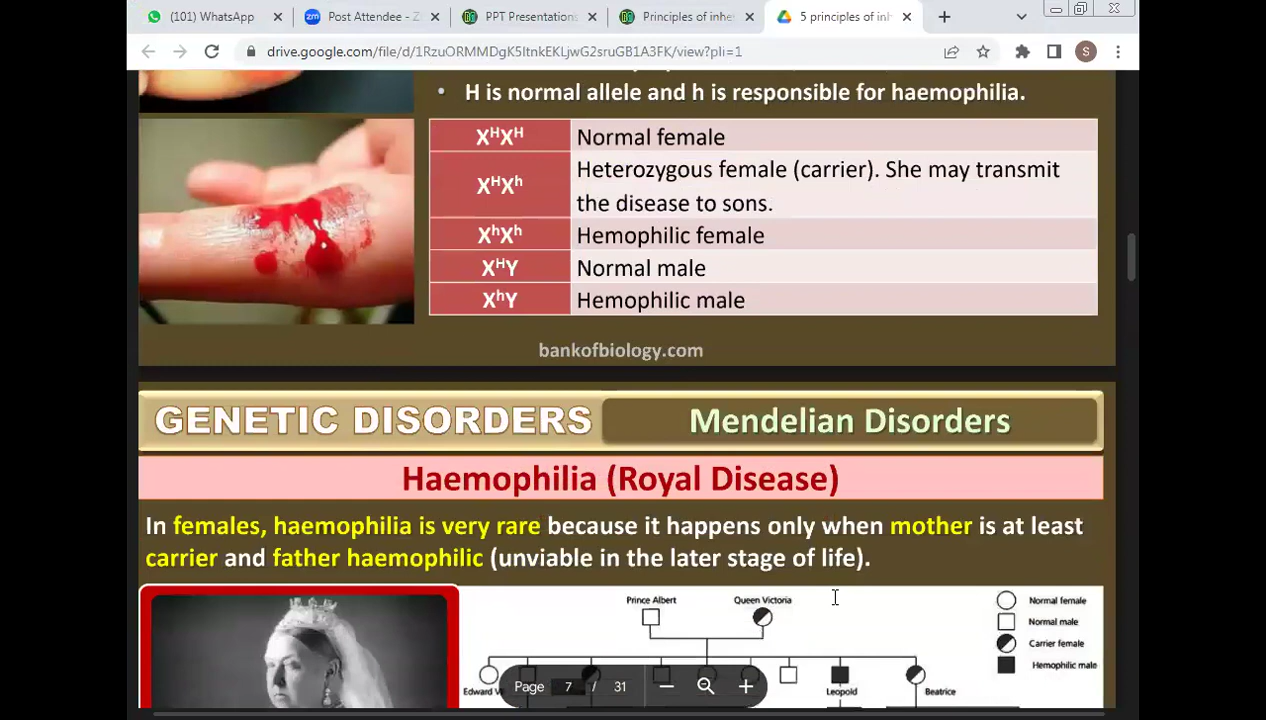 (101) WhatsApp
Post Attendee - Z
PPT Presentations
Principles of inhe
5 principles of inh
drive.google.com/file/d/1RzuORMMDgK5ItnkEKLjwG2sruGB1A3FK/view?pli=1
S
• H is normal allele and h is responsible for haemophilia.
XᴴXᴴ Normal female
XᴴXʰ Heterozygous female (carrier). She may transmit
the disease to sons.
XʰXʰ Hemophilic female
XᴴY Normal male
XʰY Hemophilic male
bankofbiology.com
GENETIC DISORDERS Mendelian Disorders
Haemophilia (Royal Disease)
In females, haemophilia is very rare because it happens only when mother is at least
carrier and father haemophilic (unviable in the later stage of life).
Prince Albert Queen Victoria
Normal female
Normal male
Carrier female
Hemophilic male
Page 7 / 31
Leopold Beatrice